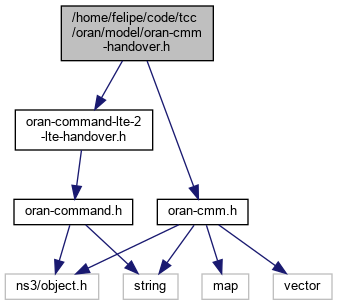 /home/felipe/code/tcc
/oran/model/oran-cmm
-handover.h
oran-command-lte-2
-lte-handover.h
oran-command.h
oran-cmm.h
ns3/object.h
string
map
vector